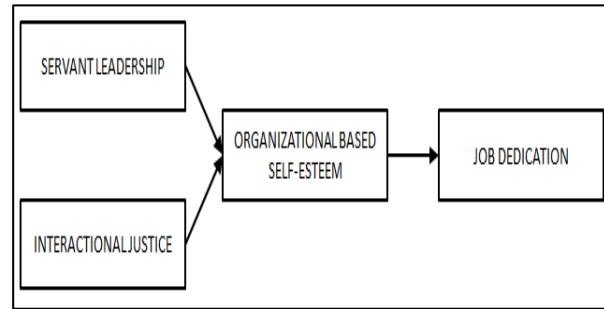 SERVANT LEADERSHIP
ORGANIZATIONAL BASED
SELF-ESTEEM
JOB DEDICATION
INTERACTIONAL JUSTICE